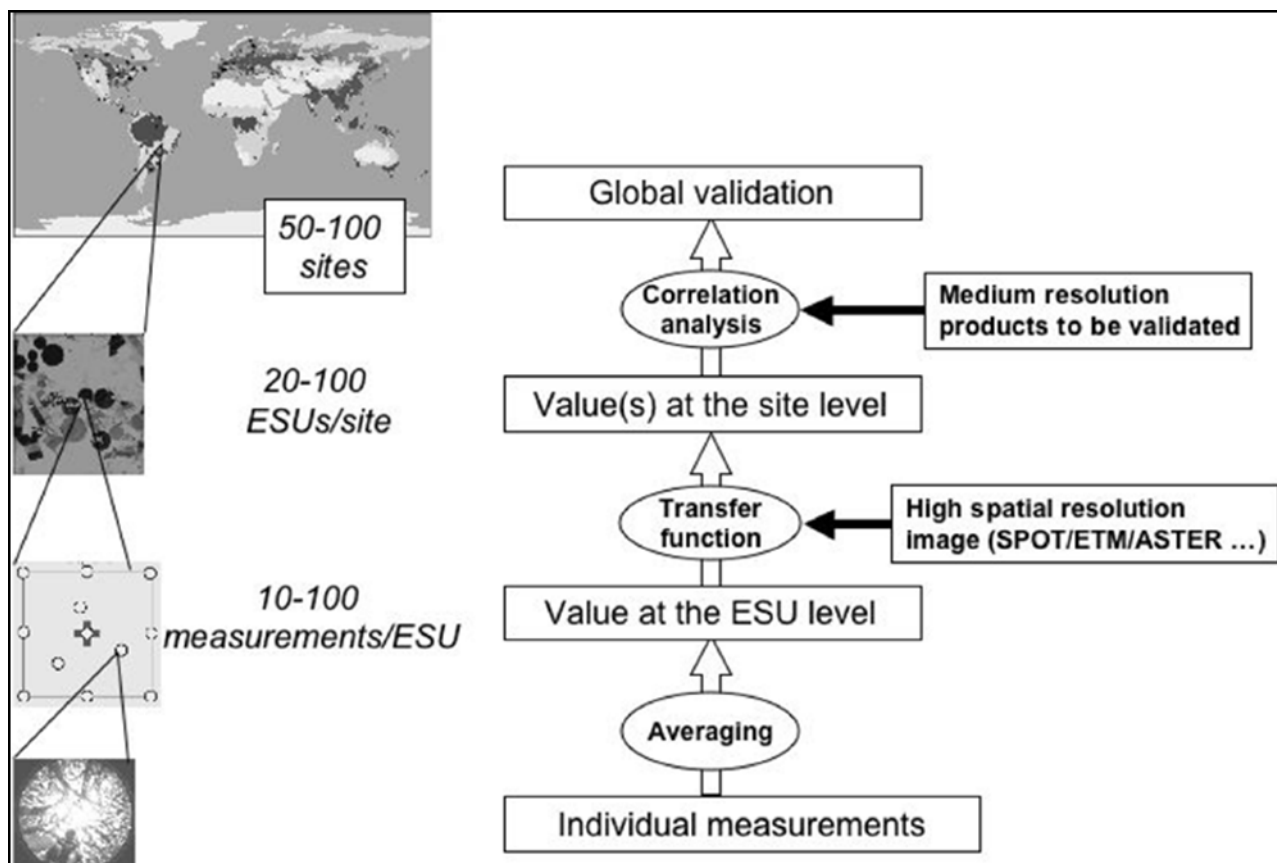 50-100
sites
20-100
ESUs/site
10-100
measurements/ESU
Global validation
Correlation
analysis
Medium resolution
products to be validated
Value(s) at the site level
Transfer
function
High spatial resolution
image (SPOT/ETM/ASTER ...)
Value at the ESU level
Averaging
Individual measurements